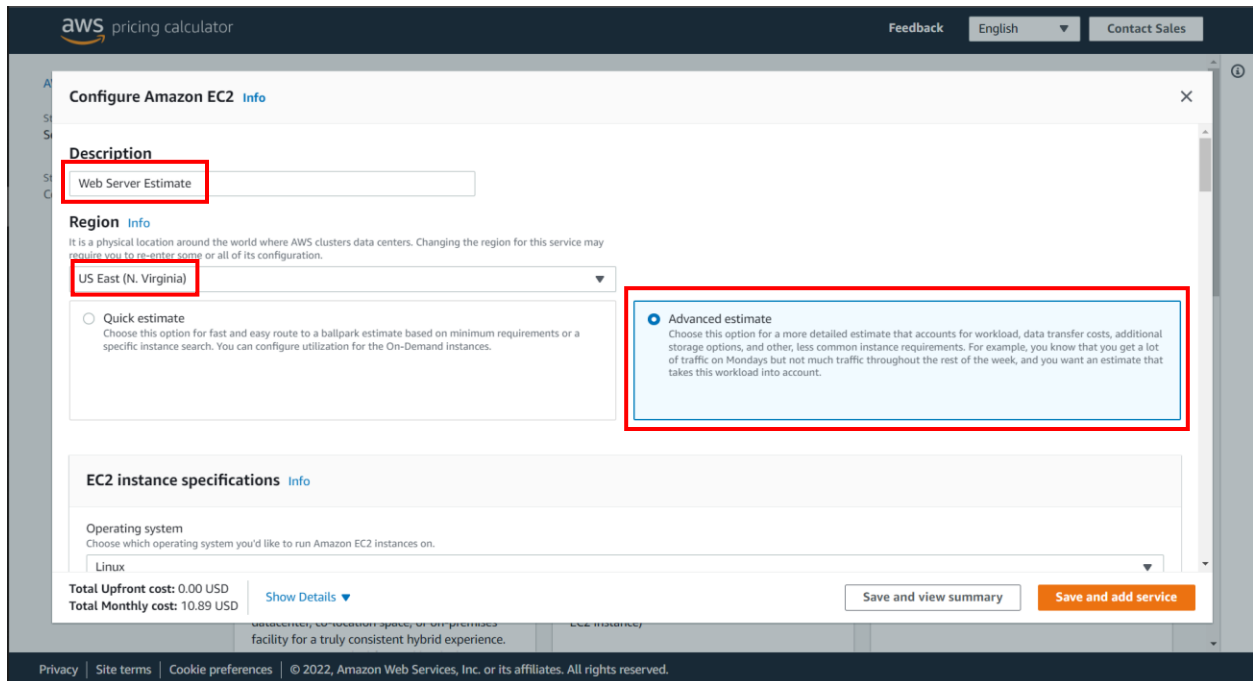 aws pricing calculator
Feedback
English
Contact Sales
Configure Amazon EC2 Info
Description
Web Server Estimate
Region Info
It is a physical location around the world where AWS clusters data centers. Changing the region for this service may
require you to re-enter some or all of its configuration.
US East (N. Virginia)
Quick estimate
Choose this option for fast and easy route to a ballpark estimate based on minimum requirements or a
specific instance search. You can configure utilization for the On-Demand instances.
Advanced estimate
Choose this option for a more detailed estimate that accounts for workload, data transfer costs, additional
storage options, and other, less common instance requirements. For example, you know that you get a lot
of traffic on Mondays but not much traffic throughout the rest of the week, and you want an estimate that
takes this workload into account.
EC2 instance specifications Info
Operating system
Choose which operating system you'd like to run Amazon EC2 instances on.
Linux
Total Upfront cost: 0.00 USD
Total Monthly cost: 10.89 USD
Show Details
Save and view summary
Save and add service
datacenter, co-location space, or on-premises
facility for a truly consistent hybrid experience.
EC2 instance)
Privacy | Site terms | Cookie preferences | © 2022, Amazon Web Services, Inc. or its affiliates. All rights reserved.